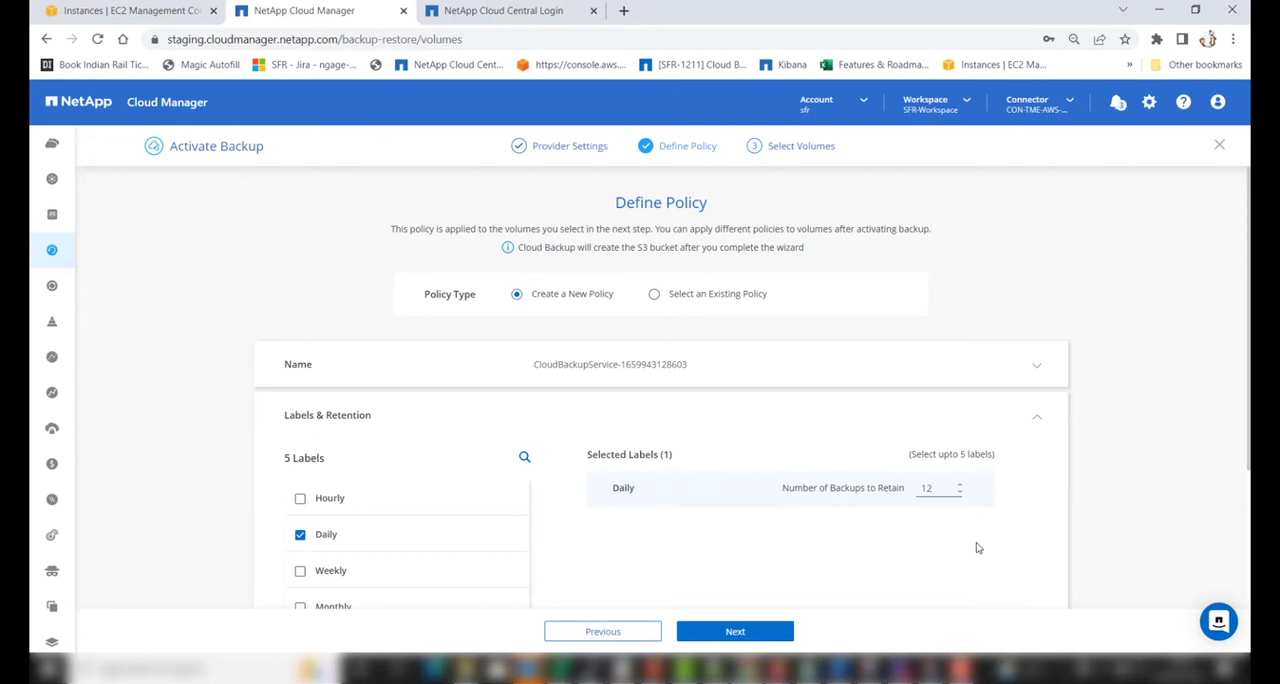 Instances | EC2 Management Co
NetApp Cloud Manager
NetApp Cloud Central Login
staging.cloudmanager.netapp.com/backup-restore/volumes
Book Indian Rail Tic...
Magic Autofill
SFR - Jira - ngage-...
NetApp Cloud Cent...
https://console.aws....
[SFR-1211] Cloud B...
Kibana
Features & Roadma...
Instances | EC2 Ma...
»
Other bookmarks
NetApp
Cloud Manager
Account
sfr
Workspace
SFR-Workspace
Connector
CON-TME-AWS-...
3
Activate Backup
Provider Settings
Define Policy
3 Select Volumes
Define Policy
This policy is applied to the volumes you select in the next step. You can apply different policies to volumes after activating backup.
Cloud Backup will create the S3 bucket after you complete the wizard
Policy Type
Create a New Policy
Select an Existing Policy
Name
CloudBackupService-1659943128603
Labels & Retention
5 Labels
Hourly
Daily
Weekly
Monthly
Selected Labels (1)
(Select upto 5 labels)
Daily
Number of Backups to Retain
12
Previous
Next